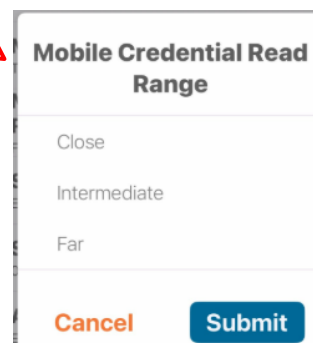 Mobile Credential Read
Range
Close
Intermediate
Far
Cancel
Submit